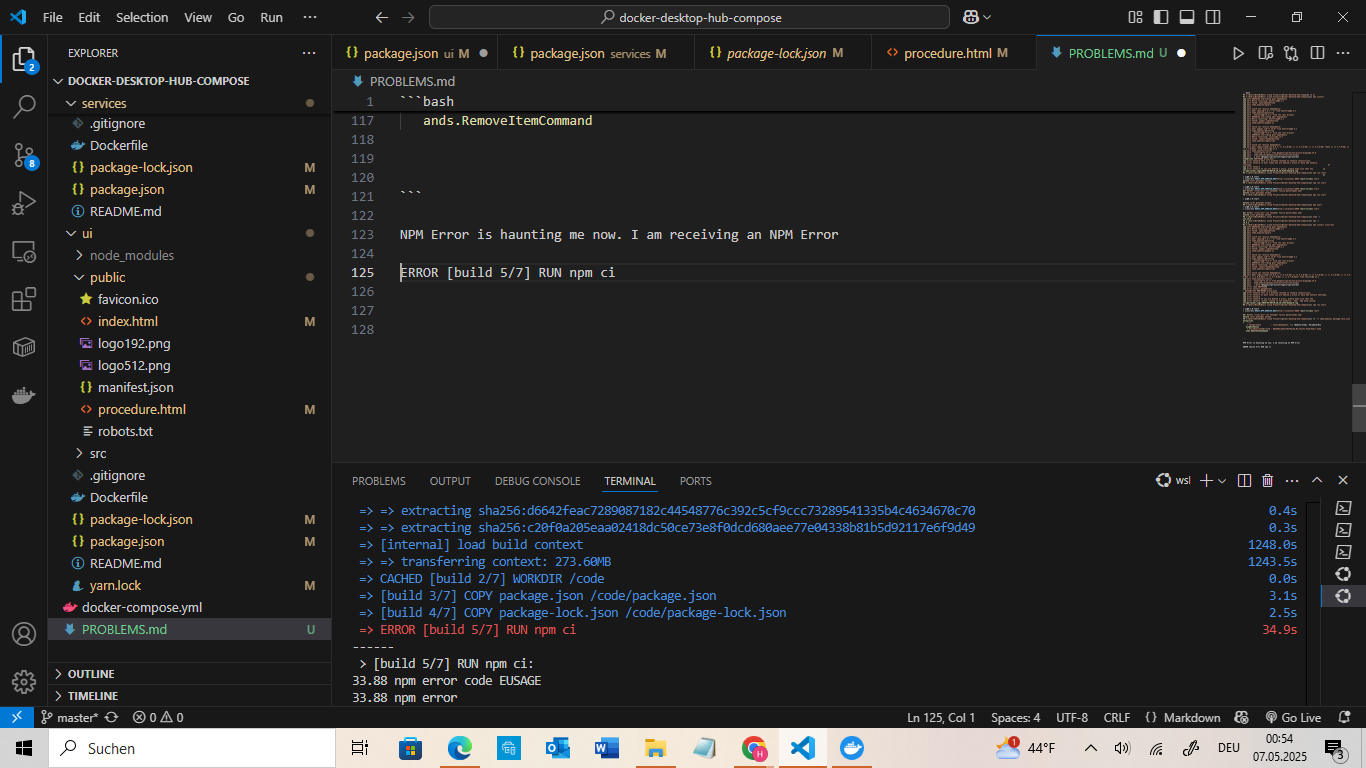 File Edit Selection View Go Run ···
docker-desktop-hub-compose
EXPLORER
DOCKER-DESKTOP-HUB-COMPOSE
services
.gitignore
Dockerfile
package-lock.json M
package.json M
README.md
ui
node_modules
public
favicon.ico
index.html M
logo192.png
logo512.png
manifest.json
procedure.html M
robots.txt
src
.gitignore
Dockerfile
package-lock.json M
package.json M
README.md
yarn.lock M
docker-compose.yml
PROBLEMS.md U
OUTLINE
TIMELINE
2
8
package.json ui M
package.json services M
package-lock.json M
procedure.html M
PROBLEMS.md U
PROBLEMS.md
1 ```bash
117 ands.RemoveItemCommand
118
119
120
121 ```
122
123 NPM Error is haunting me now. I am receiving an NPM Error
124
125 ERROR [build 5/7] RUN npm ci
126
127
128
PROBLEMS OUTPUT DEBUG CONSOLE TERMINAL PORTS
wsl
=> => extracting sha256:d6642feac7289087182c44548776c392c5cf9ccc73289541335b4c4634670c70 0.4s
=> => extracting sha256:c20f0a205eaa02418dc50ce73e8f0dcd680aee77e04338b81b5d92117e6f9d49 0.3s
=> [internal] load build context 1248.0s
=> => transferring context: 273.60MB 1243.5s
=> CACHED [build 2/7] WORKDIR /code 0.0s
=> [build 3/7] COPY package.json /code/package.json 3.1s
=> [build 4/7] COPY package-lock.json /code/package-lock.json 2.5s
=> ERROR [build 5/7] RUN npm ci 34.9s
------
> [build 5/7] RUN npm ci:
33.88 npm error code EUSAGE
33.88 npm error
master* 0 0
Ln 125, Col 1 Spaces: 4 UTF-8 CRLF {} Markdown Go Live
Suchen
1
44°F
DEU
00:54
07.05.2025
3